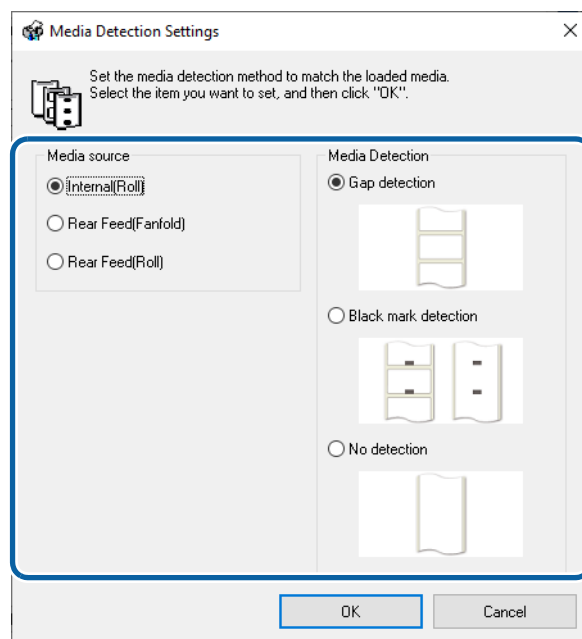 Media Detection Settings
Set the media detection method to match the loaded media.
Select the item you want to set, and then click "OK".
Media source
Internal(Roll)
Rear Feed(Fanfold)
Rear Feed(Roll)
Media Detection
Gap detection
Black mark detection
No detection
OK
Cancel